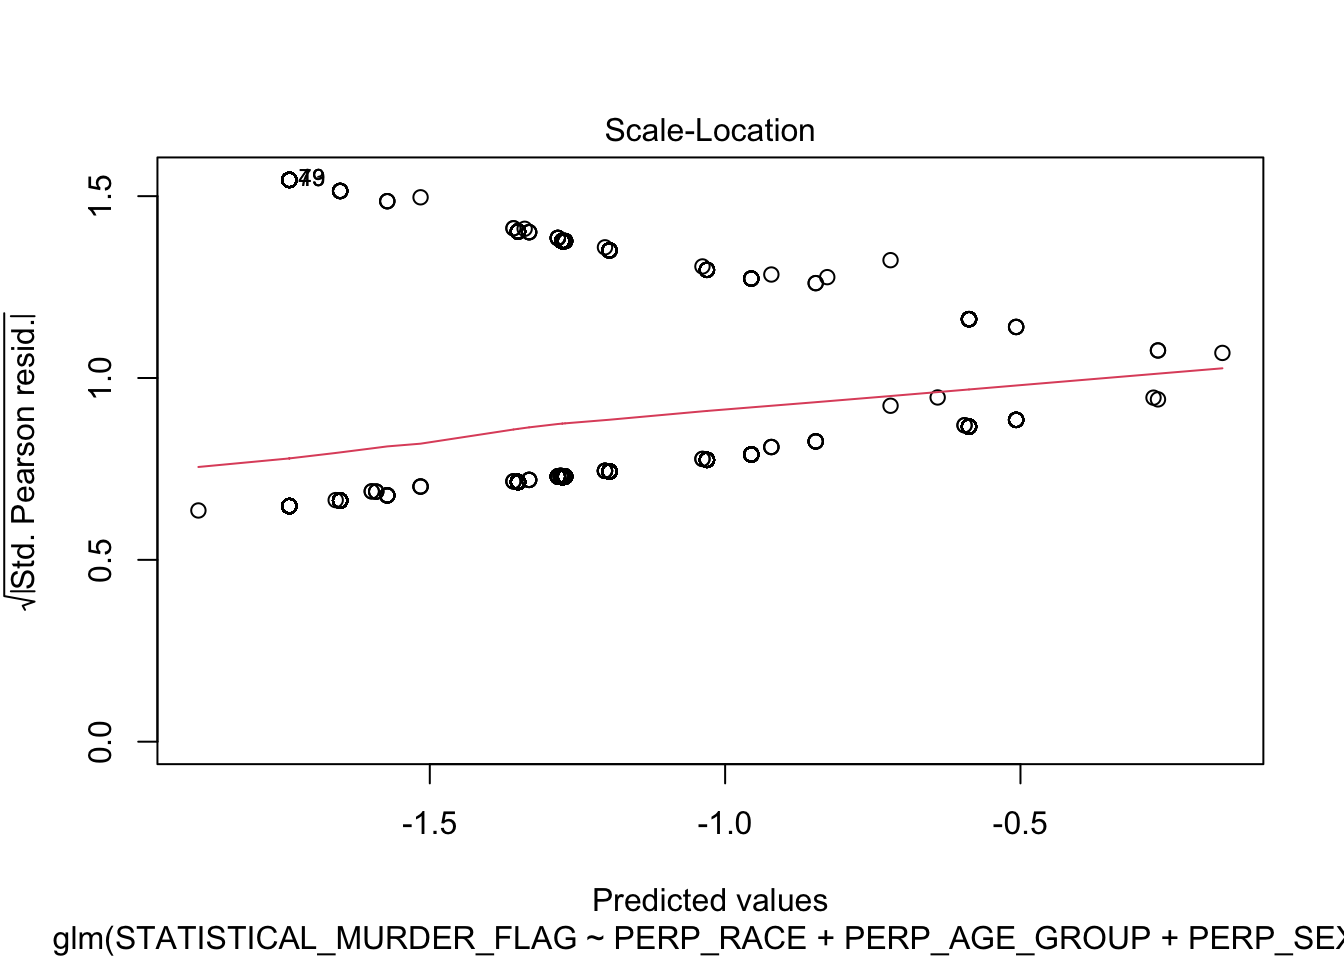 Scale-Location
√|Std. Pearson resid.|
1.5
1.0
0.5
0.0
-1.5 -1.0 -0.5
Predicted values
glm(STATISTICAL_MURDER_FLAG ~ PERP_RACE + PERP_AGE_GROUP + PERP_SEX